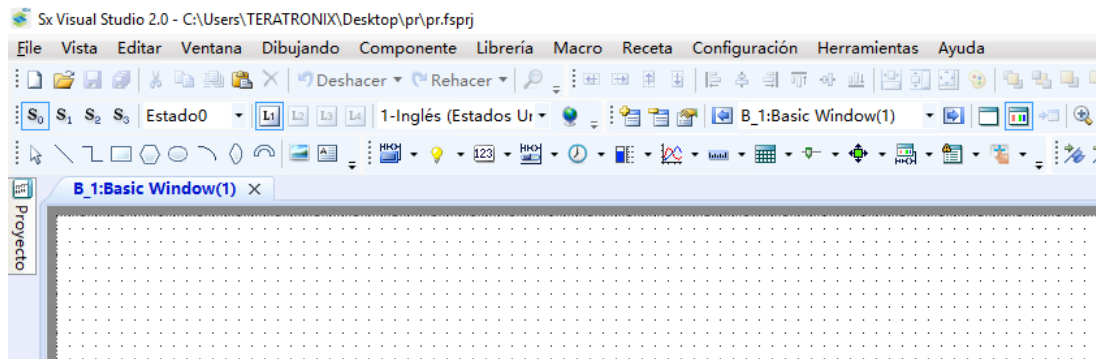 Sx Visual Studio 2.0 - C:\Users\TERATRONIX\Desktop\pr\pr.fsprj
File Vista Editar Ventana Dibujando Componente Librería Macro Receta Configuración Herramientas Ayuda
Deshacer Rehacer
S0 S1 S2 S3 Estado0 L1 L2 L3 L4 1-Inglés (Estados Ur B_1:Basic Window(1)
A 123
B_1:Basic Window(1)
Proyecto